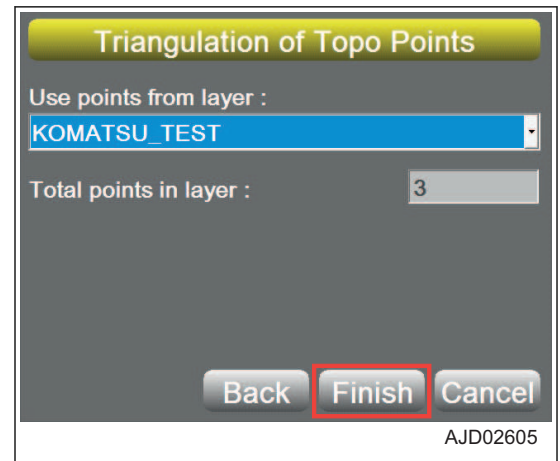 Triangulation of Topo Points
Use points from layer :
KOMATSU_TEST
Total points in layer : 3
Back Finish Cancel
AJD02605